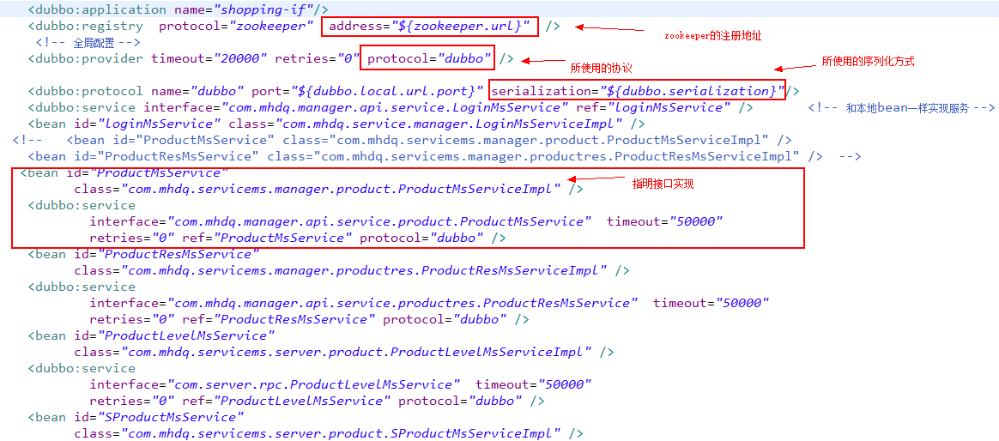 <dubbo:application name="shopping-if"/>
<dubbo:registry  protocol="zookeeper"  address="${zookeeper.url}"  />
zookeeper的注册地址
<!-- 全局配置 -->
<dubbo:provider timeout="20000" retries="0" protocol="dubbo" />
所使用的协议
所使用的序列化方式
<dubbo:protocol name="dubbo" port="${dubbo.local.url.port}" serialization="${dubbo.serialization}"/>
<dubbo:service interface="com.mhdq.manager.api.service.LoginMsService" ref="loginMsService" />       <!-- 和本地bean一样实现服务 -->
<bean id="loginMsService" class="com.mhdq.service.manager.LoginMsServiceImpl" />
<!--   <bean id="ProductMsService" class="com.mhdq.servicems.manager.product.ProductMsServiceImpl" />
<bean id="ProductResMsService" class="com.mhdq.servicems.manager.productres.ProductResMsServiceImpl" />  -->
<bean id="ProductMsService"
class="com.mhdq.servicems.manager.product.ProductMsServiceImpl" />
指明接口实现
<dubbo:service
interface="com.mhdq.manager.api.service.product.ProductMsService"  timeout="50000"
retries="0" ref="ProductMsService" protocol="dubbo" />
<bean id="ProductResMsService"
class="com.mhdq.servicems.manager.productres.ProductResMsServiceImpl" />
<dubbo:service
interface="com.mhdq.manager.api.service.productres.ProductResMsService"  timeout="50000"
retries="0" ref="ProductResMsService" protocol="dubbo" />
<bean id="ProductLevelMsService"
class="com.mhdq.servicems.server.product.ProductLevelMsServiceImpl" />
<dubbo:service
interface="com.server.rpc.ProductLevelMsService"  timeout="50000"
retries="0" ref="ProductLevelMsService" protocol="dubbo" />
<bean id="SProductMsService"
class="com.mhdq.servicems.server.product.SProductMsServiceImpl" />